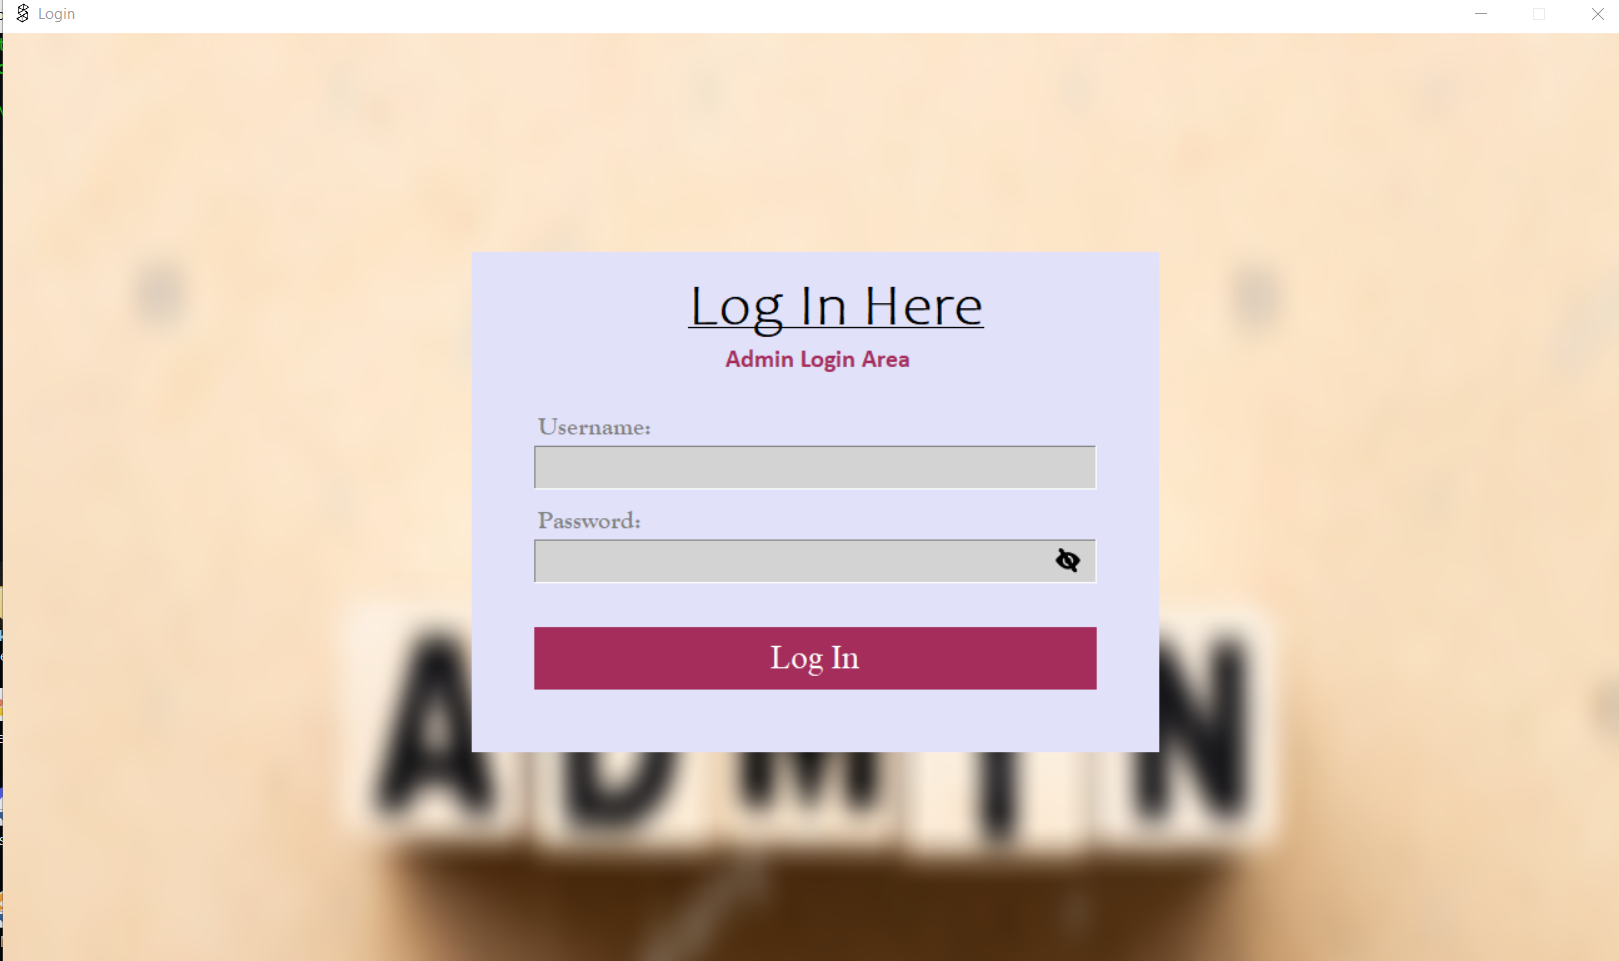 Login
Log In Here
Admin Login Area
Username:
Password:
Log In
ADMIN